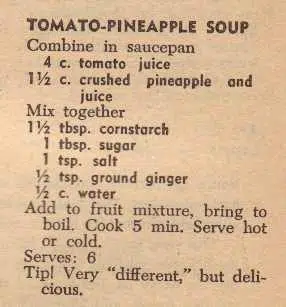 TOMATO-PINEAPPLE SOUP
Combine in saucepan
4 c. tomato juice
1½ c. crushed pineapple and
juice
Mix together
1½ tbsp. cornstarch
1 tbsp. sugar
1 tsp. salt
½ tsp. ground ginger
½ c. water
Add to fruit mixture, bring to
boil. Cook 5 min. Serve hot
or cold.
Serves: 6
Tip! Very “different,” but deli-
cious.